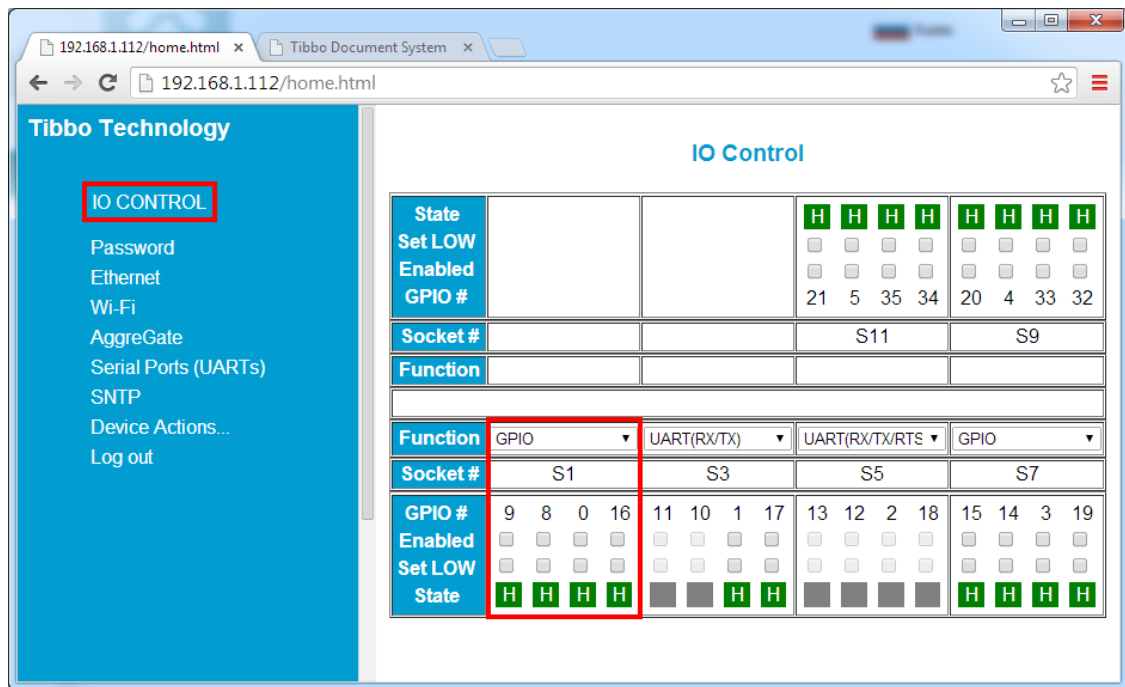 192.168.1.112/home.html × Tibbo Document System ×
192.168.1.112/home.html
Tibbo Technology
IO CONTROL
Password
Ethernet
Wi-Fi
AggreGate
Serial Ports (UARTs)
SNTP
Device Actions...
Log out
IO Control
State H H H H H H H H
Set LOW
Enabled
GPIO # 21 5 35 34 20 4 33 32
Socket # S11 S9
Function
Function GPIO UART(RX/TX) UART(RX/TX/RTS GPIO
Socket # S1 S3 S5 S7
GPIO # 9 8 0 16 11 10 1 17 13 12 2 18 15 14 3 19
Enabled
Set LOW
State H H H H H H H H H H